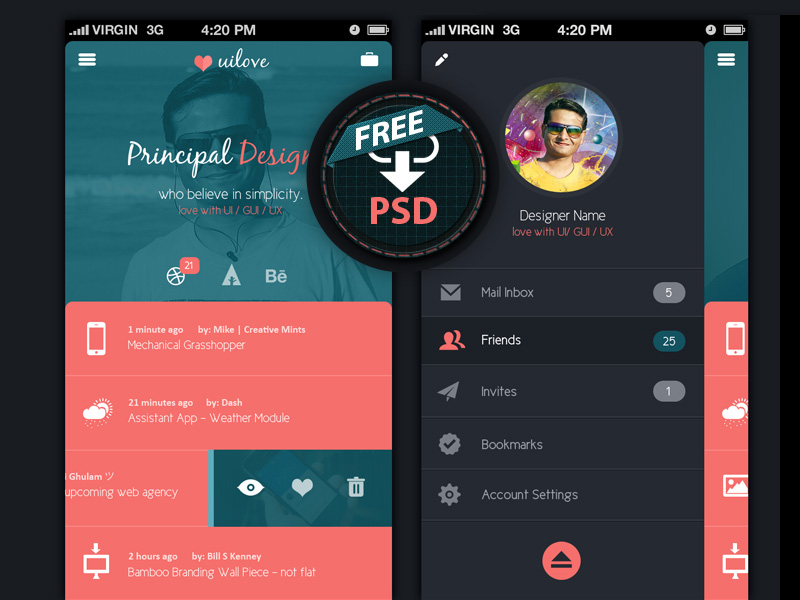 VIRGIN 3G 4:20 PM
uilove
Principal Design
who believe in simplicity.
love with UI / GUI / UX
21
Bē
1 minute ago by: Mike | Creative Mints
Mechanical Grasshopper
21 minutes ago by: Dash
Assistant App – Weather Module
Ghulam ツ
upcoming web agency
2 hours ago by: Bill S Kenney
Bamboo Branding Wall Piece – not flat
FREE
PSD
VIRGIN 3G 4:20 PM
Designer Name
love with UI/ GUI / UX
Mail Inbox 5
Friends 25
Invites 1
Bookmarks
Account Settings